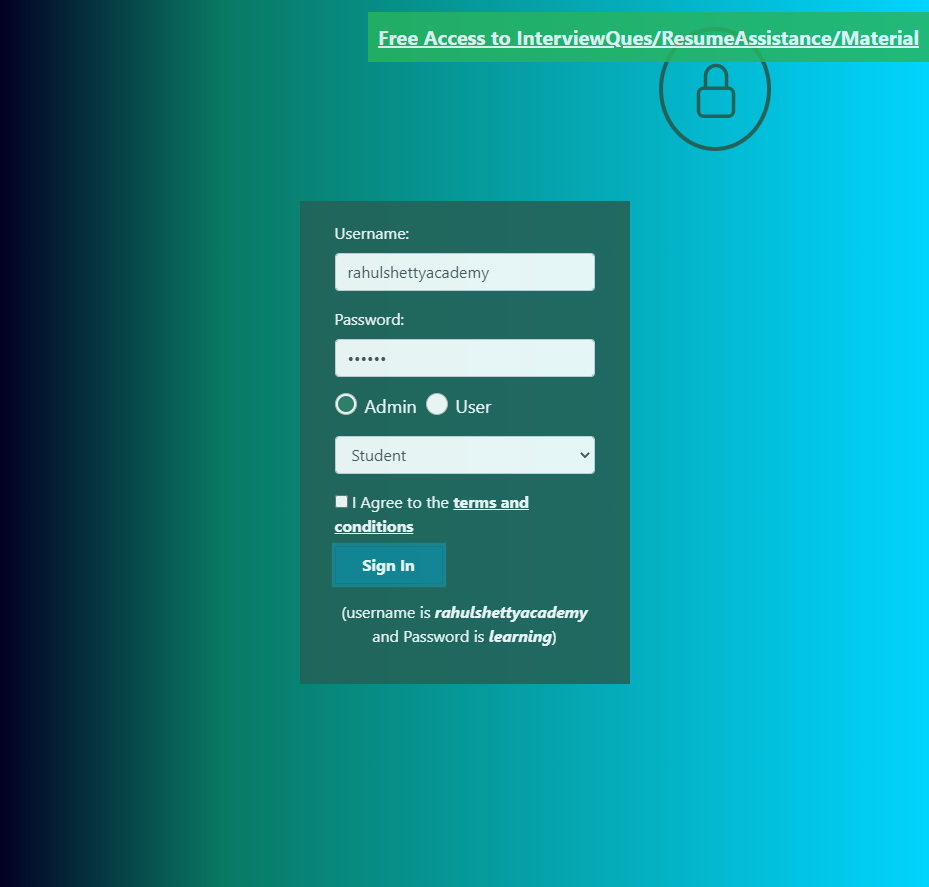 Free Access to InterviewQues/ResumeAssistance/Material
Username:
rahulshettyacademy
Password:
••••••
Admin User
Student
I Agree to the terms and
conditions
Sign In
(username is rahulshettyacademy
and Password is learning)